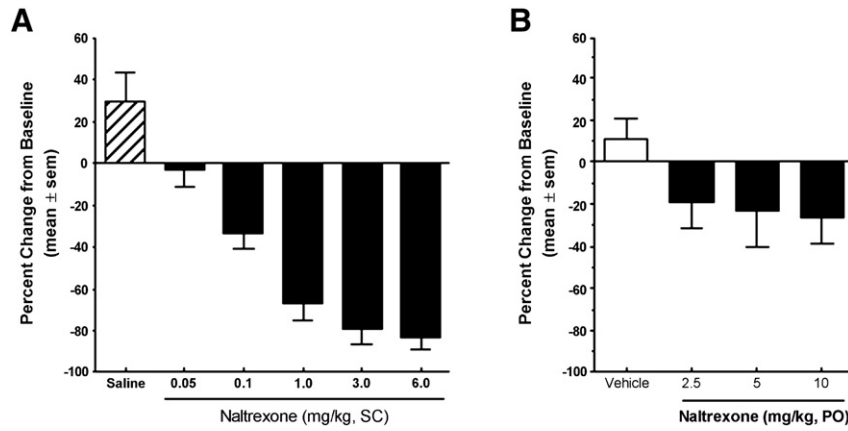 A
Percent Change from Baseline
(mean ± sem)
60
40
20
0
-20
-40
-60
-80
-100
Saline
0.05
0.1
1.0
3.0
6.0
Naltrexone (mg/kg, SC)
B
Percent Change from Baseline
(mean ± sem)
60
40
20
0
-20
-40
-60
-80
-100
Vehicle
2.5
5
10
Naltrexone (mg/kg, PO)